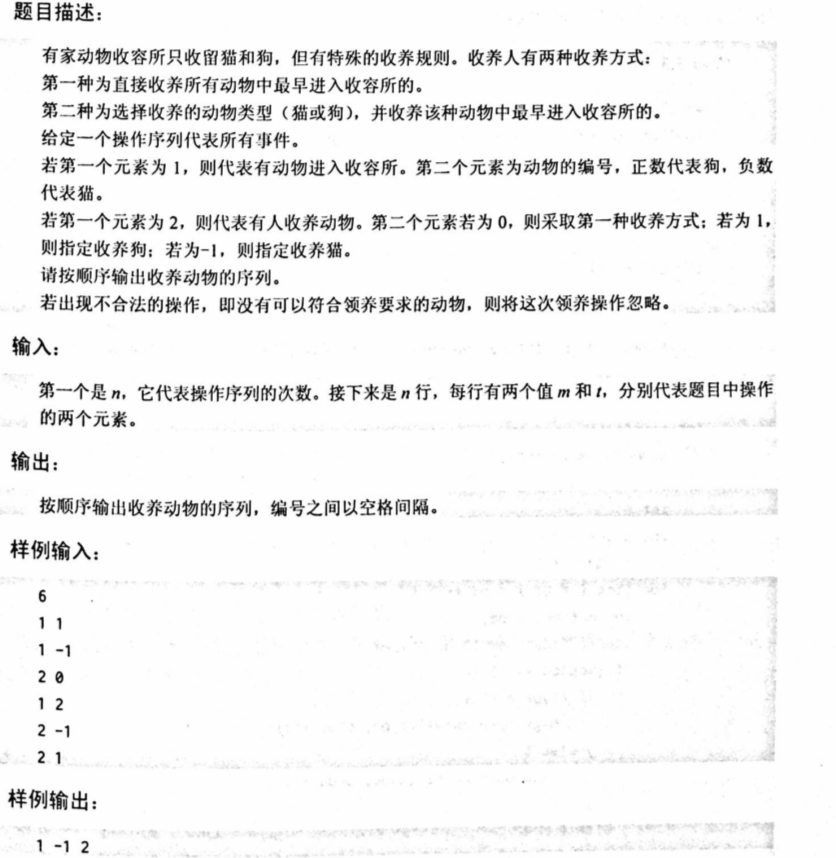 题目描述：
有家动物收容所只收留猫和狗，但有特殊的收养规则。收养人有两种收养方式：
第一种为直接收养所有动物中最早进入收容所的。
第二种为选择收养的动物类型（猫或狗），并收养该种动物中最早进入收容所的。
给定一个操作序列代表所有事件。
若第一个元素为 1，则代表有动物进入收容所。第二个元素为动物的编号，正数代表狗，负数
代表猫。
若第一个元素为 2，则代表有人收养动物。第二个元素若为 0，则采取第一种收养方式；若为 1，
则指定收养狗；若为-1，则指定收养猫。
请按顺序输出收养动物的序列。
若出现不合法的操作，即没有可以符合领养要求的动物，则将这次领养操作忽略。
输入：
第一个是 n，它代表操作序列的次数。接下来是 n 行，每行有两个值 m 和 t，分别代表题目中操作
的两个元素。
输出：
按顺序输出收养动物的序列，编号之间以空格间隔。
样例输入：
6
1 1
1 -1
2 0
1 2
2 -1
2 1
样例输出：
1 -1 2